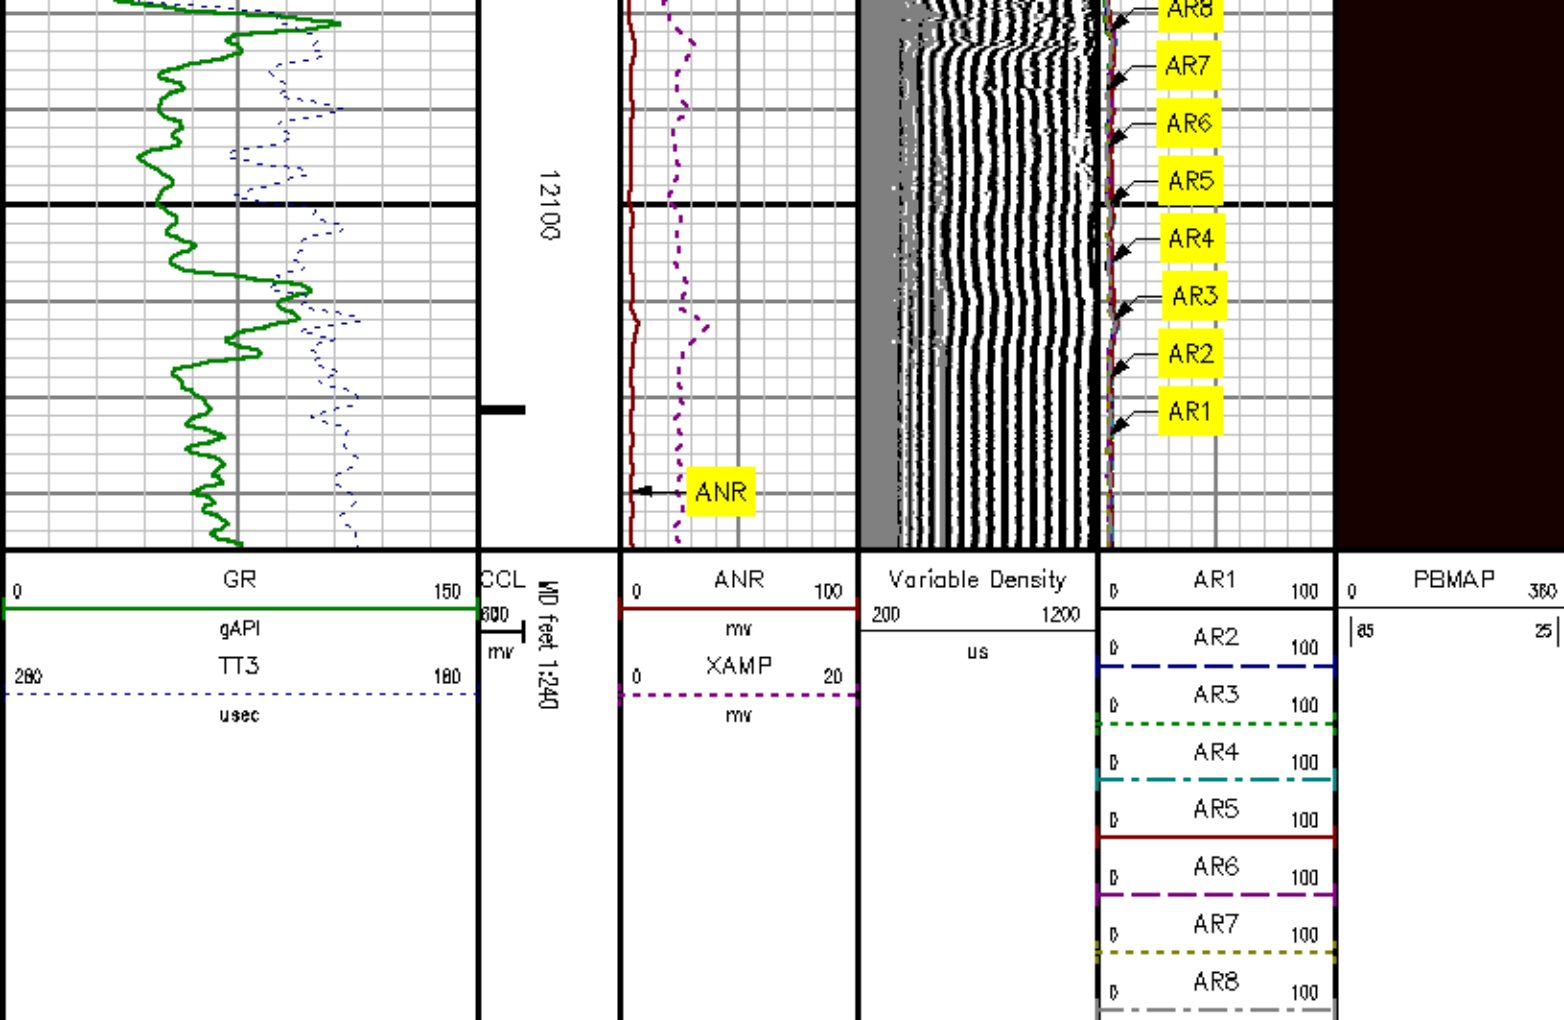 AR8
AR7
AR6
12100
AR5
AR4
AR3
AR2
AR1
ANR
0 GR 150
gAPI
280 TT3 180
usec
CCL
mv
MD feet 1:240
0 ANR 100
mv
0 XAMP 20
mv
Variable Density
200 1200
us
0 AR1 100
0 AR2 100
0 AR3 100
0 AR4 100
0 AR5 100
0 AR6 100
0 AR7 100
0 AR8 100
0 PBMAP 360
85 25